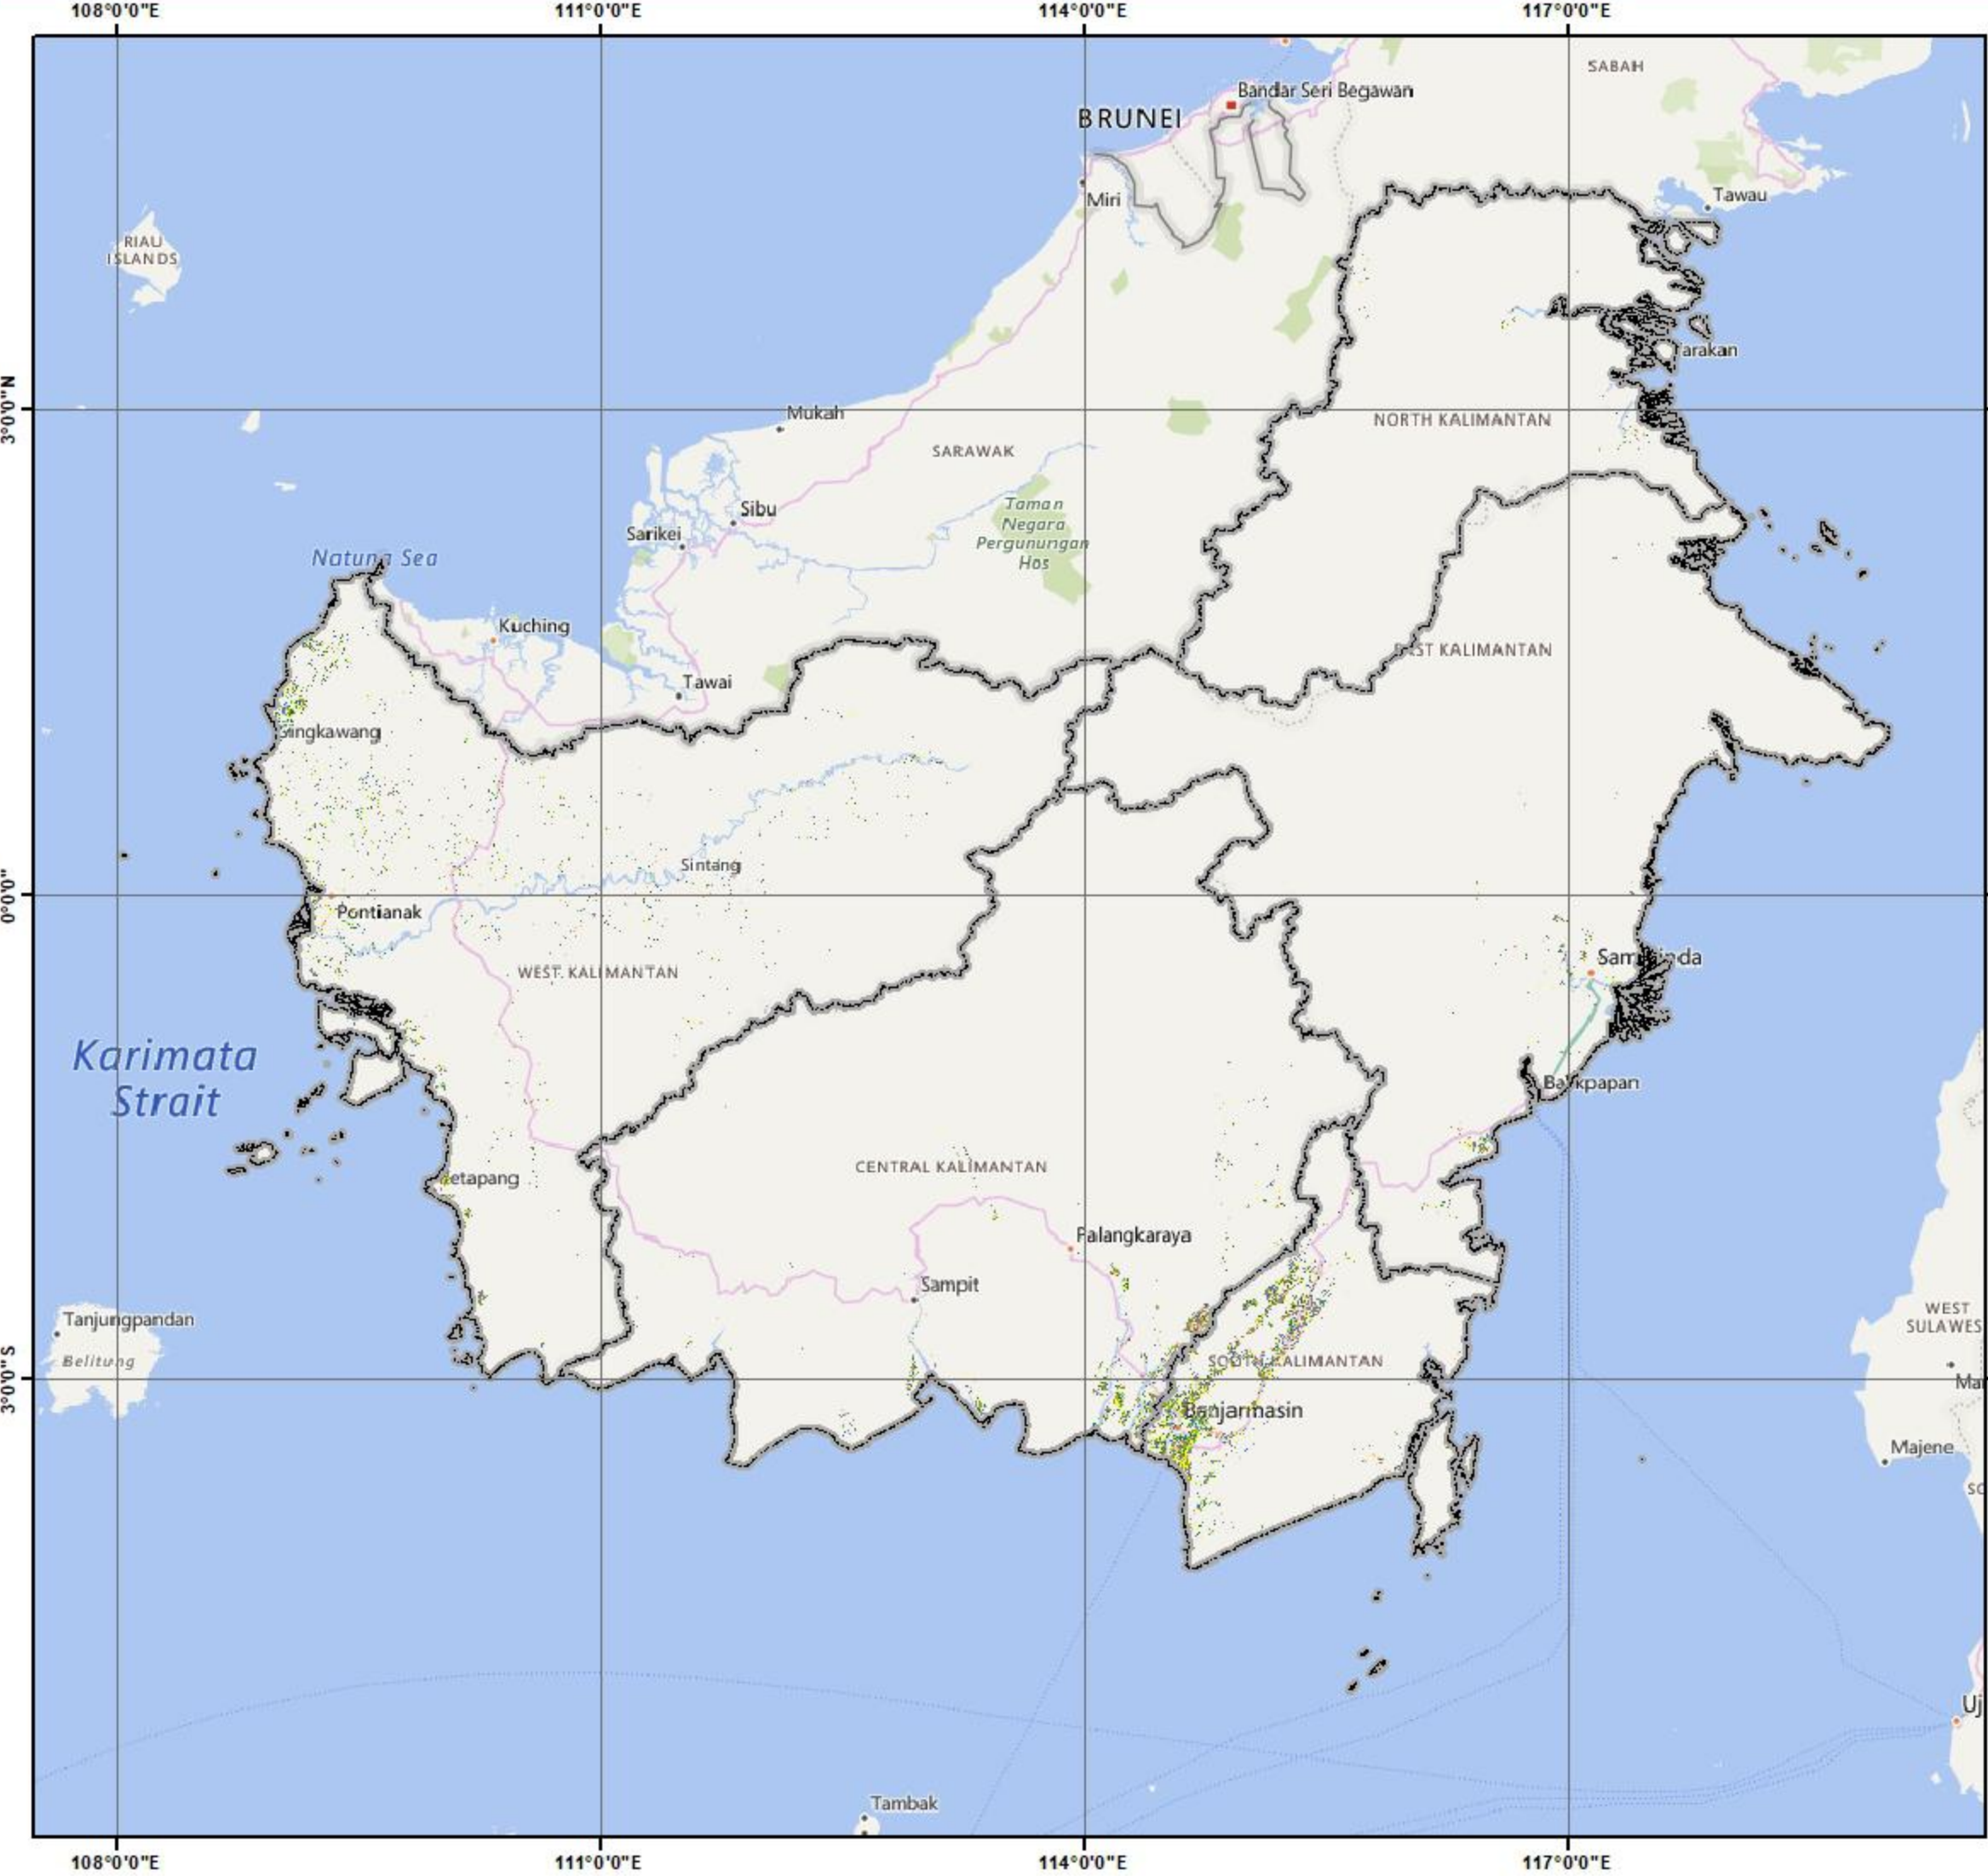 108°0'0"E
111°0'0"E
114°0'0"E
117°0'0"E
SABAH
Bandar Seri Begawan
BRUNEI
Miri
Tawau
RIAU
ISLANDS
Tarakan
3°0'0"N
Mukah
NORTH KALIMANTAN
SARAWAK
Sibu
Taman
Negara
Pergunungan
Hos
Sarikei
Natuna Sea
Kuching
EAST KALIMANTAN
Tawai
Singkawang
Sintang
0°0'0"
Pontianak
Samarinda
WEST KALIMANTAN
Karimata
Strait
Balikpapan
CENTRAL KALIMANTAN
Ketapang
Palangkaraya
Sampit
Tanjungpandan
Belitung
WEST
SULAWES
SOUTH KALIMANTAN
3°0'0"S
Mar
Banjarmasin
Majene
SO
Uj
Tambak
108°0'0"E
111°0'0"E
114°0'0"E
117°0'0"E